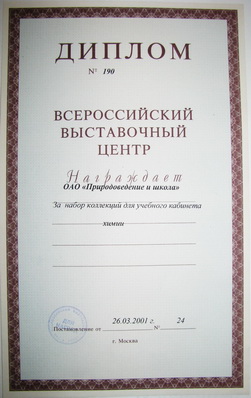 ДИПЛОМ
№ 190
ВСЕРОССИЙСКИЙ
ВЫСТАВОЧНЫЙ
ЦЕНТР
Награждает
ОАО «Природоведение и школа»
За набор коллекций для учебного кабинета
химии
Постановление от 26.03.2001 г. № 24
г. Москва